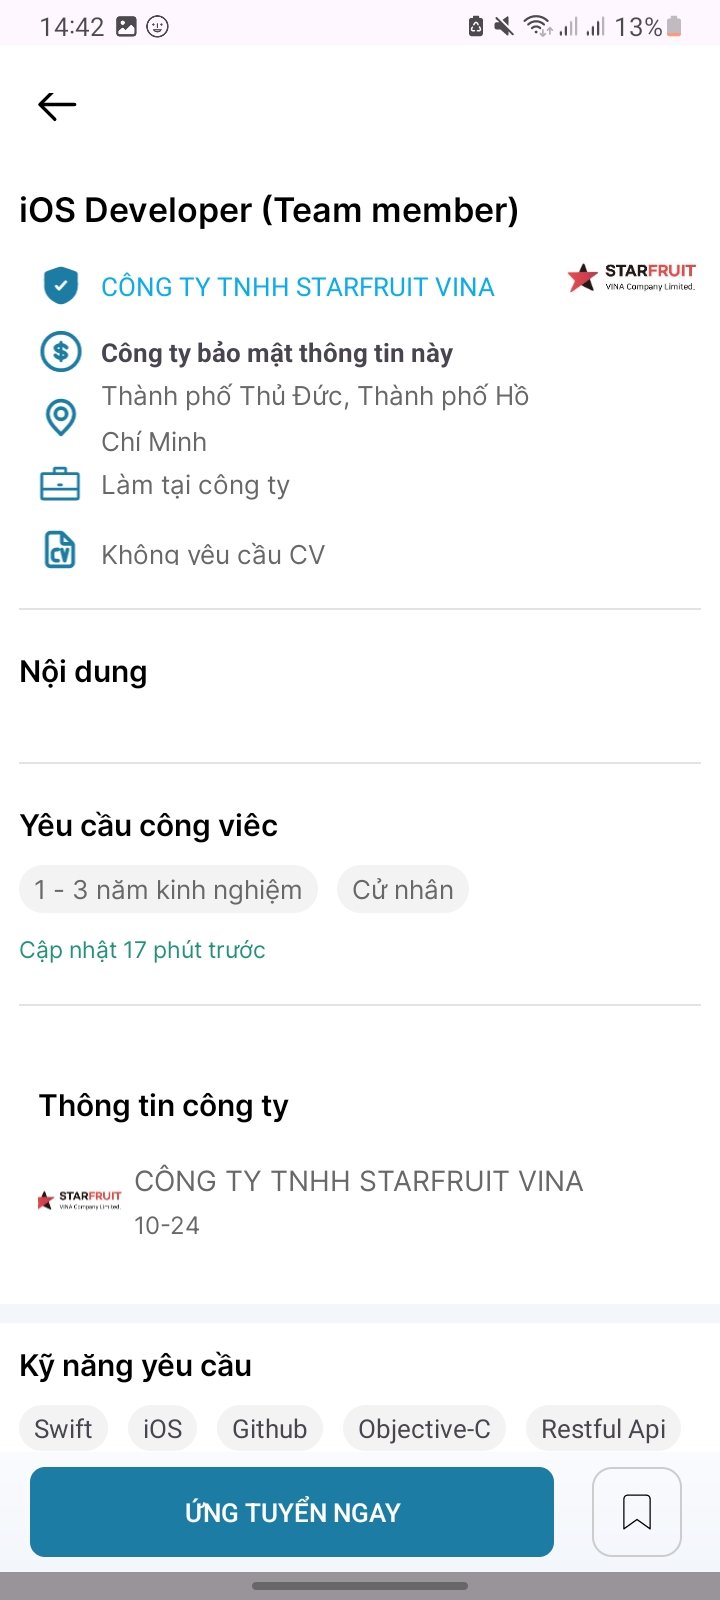 14:42
13%
iOS Developer (Team member)
CÔNG TY TNHH STARFRUIT VINA
STARFRUIT
VINA Company Limited.
Công ty bảo mật thông tin này
Thành phố Thủ Đức, Thành phố Hồ
Chí Minh
Làm tại công ty
CV
Không yêu cầu CV
Nội dung
Yêu cầu công viêc
1 - 3 năm kinh nghiệm
Cử nhân
Cập nhật 17 phút trước
Thông tin công ty
STARFRUIT
VINA Company Limited.
CÔNG TY TNHH STARFRUIT VINA
10-24
Kỹ năng yêu cầu
Swift
iOS
Github
Objective-C
Restful Api
ỨNG TUYỂN NGAY